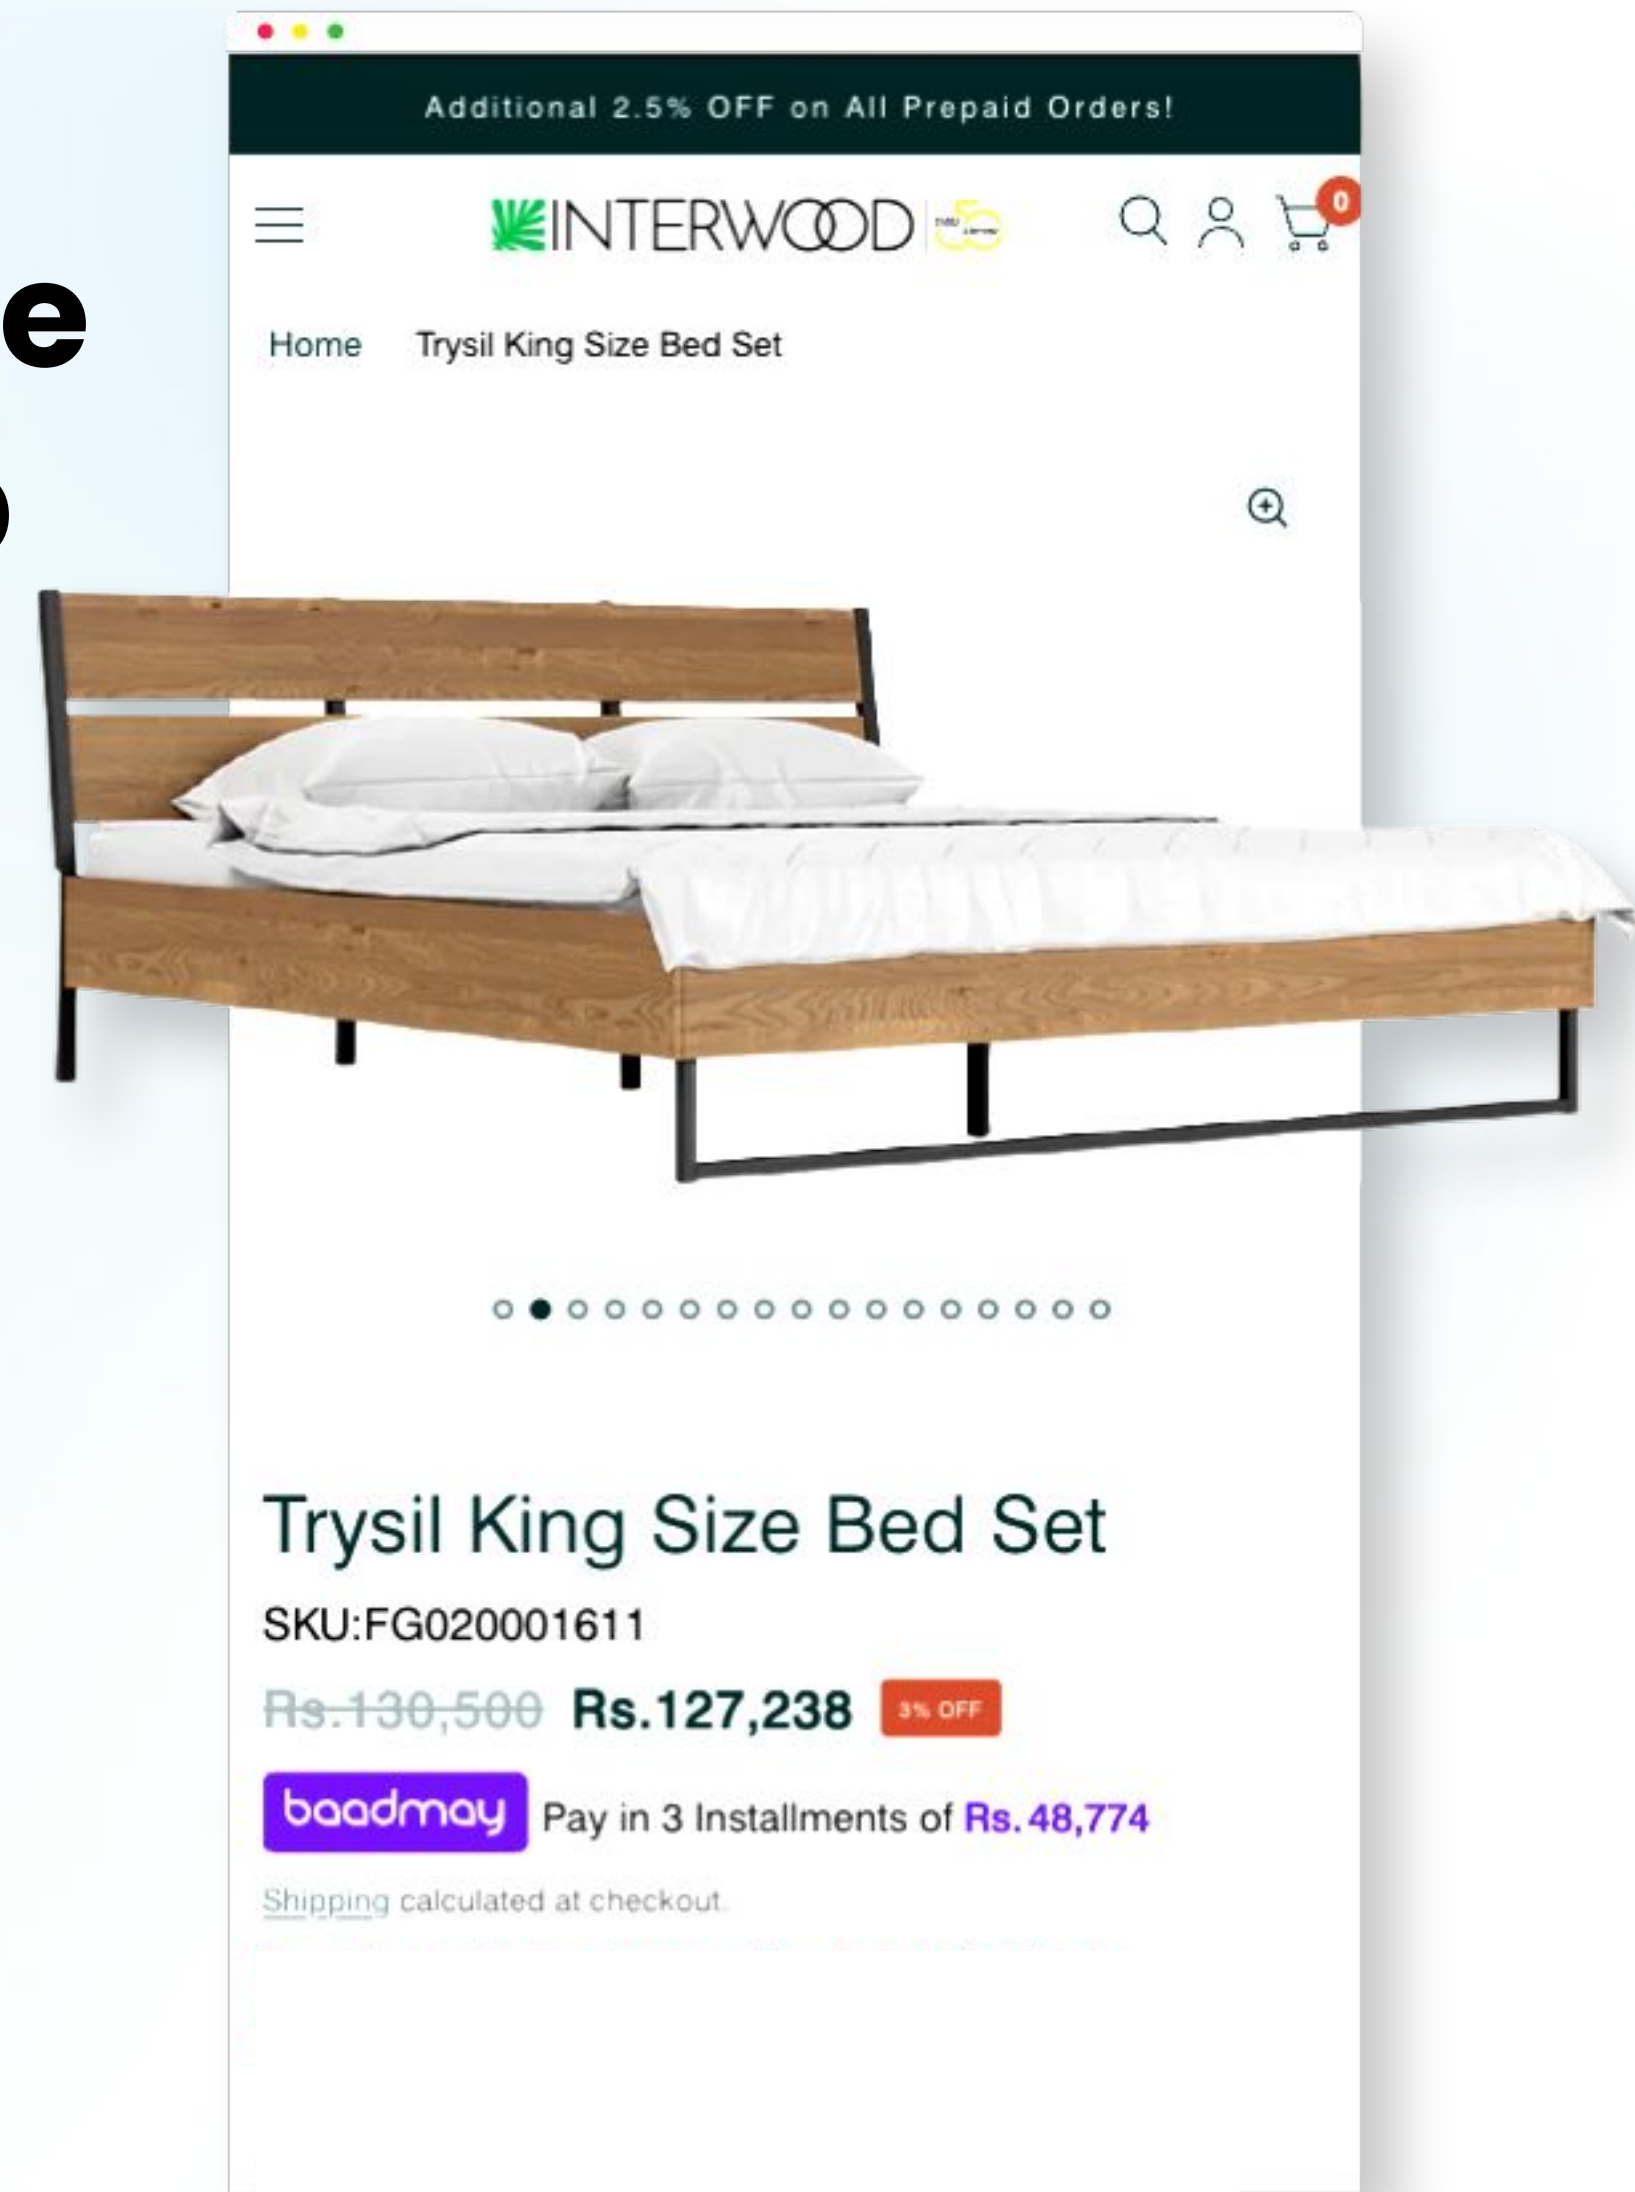 Additional 2.5% OFF on All Prepaid Orders!
INTERWOOD
50
0
e
Home Trysil King Size Bed Set
Trysil King Size Bed Set
SKU:FG020001611
Rs.130,500 Rs.127,238 3% OFF
baadmay Pay in 3 Installments of Rs. 48,774
Shipping calculated at checkout.